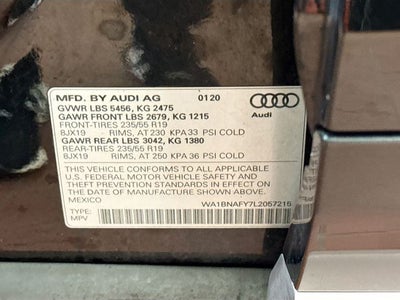 MFD. BY AUDI AG 01 20
GVWR LBS 5456, KG 2475
GAWR FRONT LBS 2679, KG 1215
FRONT-TIRES 235/55 R19
8JX19 RIMS, AT 230 KPA 33 PSI COLD
GAWR REAR LBS 3042, KG 1380
REAR-TIRES 235/55 R19
8JX19 RIMS, AT 250 KPA 36 PSI COLD
THIS VEHICLE CONFORMS TO ALL APPLICABLE
U.S. FEDERAL MOTOR VEHICLE SAFETY AND
THEFT PREVENTION STANDARDS IN EFFECT ON
THE DATE OF MANUFACTURE SHOWN ABOVE.
MEXICO
TYPE:
MPV
WA1BNAFY7L2057215
Audi